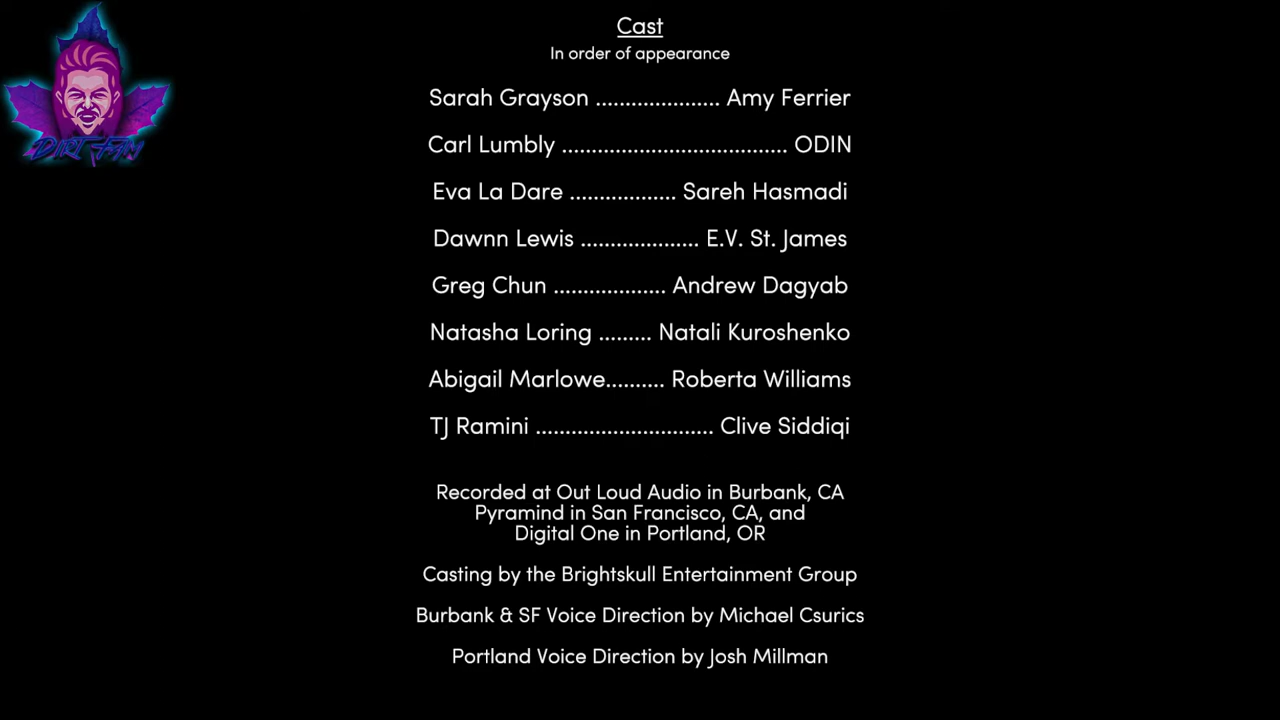 Cast
In order of appearance
Sarah Grayson ..................... Amy Ferrier
Carl Lumbly ...................................... ODIN
Eva La Dare .................. Sareh Hasmadi
Dawnn Lewis .................... E.V. St. James
Greg Chun ................... Andrew Dagyab
Natasha Loring ......... Natali Kuroshenko
Abigail Marlowe.......... Roberta Williams
TJ Ramini .............................. Clive Siddiqi
Recorded at Out Loud Audio in Burbank, CA
Pyramind in San Francisco, CA, and
Digital One in Portland, OR
Casting by the Brightskull Entertainment Group
Burbank & SF Voice Direction by Michael Csurics
Portland Voice Direction by Josh Millman
DIRT FAM